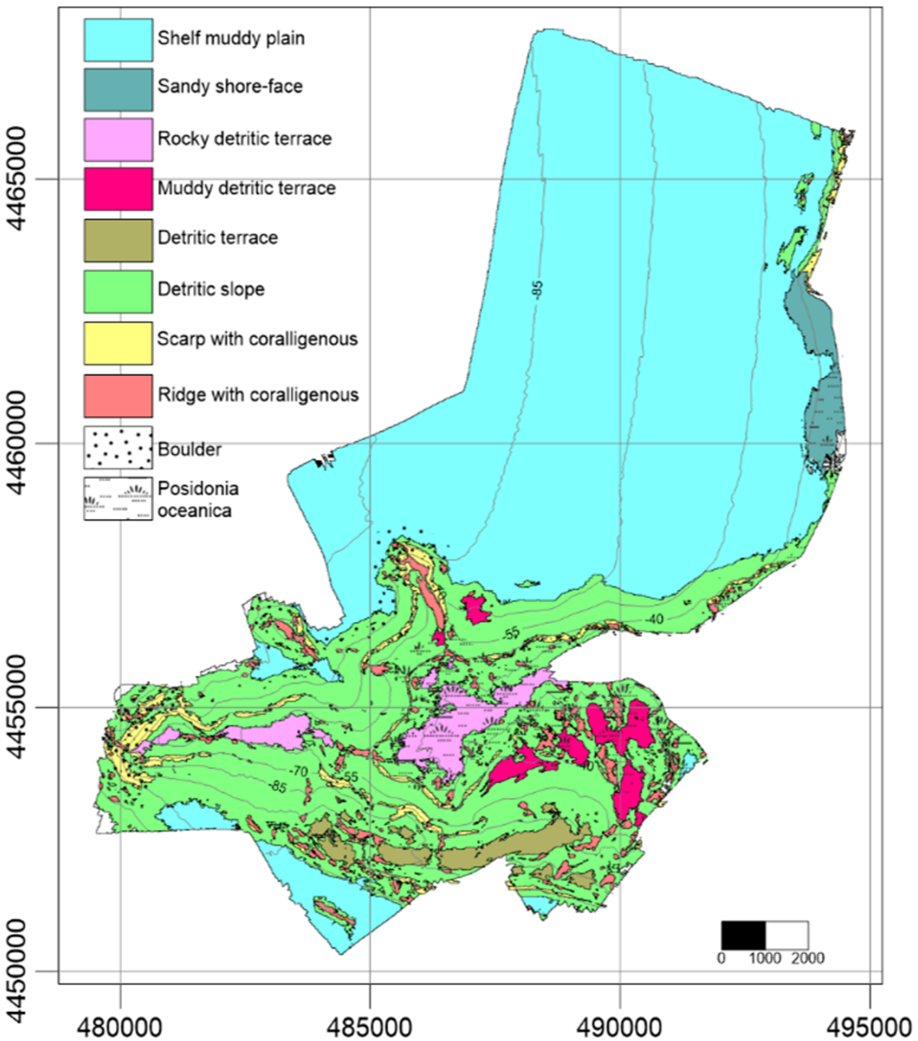 Shelf muddy plain
Sandy shore-face
Rocky detritic terrace
Muddy detritic terrace
Detritic terrace
Detritic slope
Scarp with coralligenous
Ridge with coralligenous
Boulder
Posidonia
oceanica
4465000
4460000
4455000
4450000
-85
-55
-40
-70
-55
-85
0 1000 2000
480000 485000 490000 495000